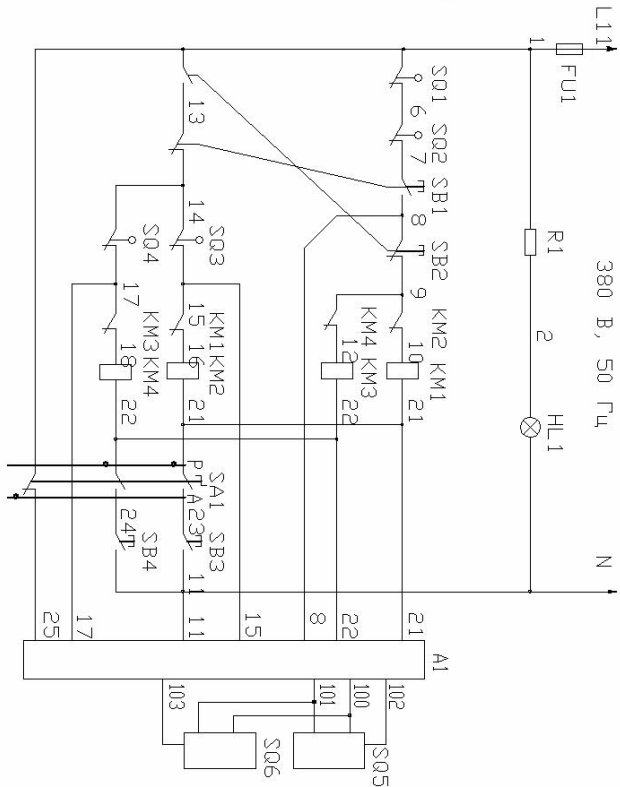 L11
1
FU1
SQ1
6
SQ2
7
SB1
8
SB2
9
KM4
KM2
12
KM3
10
KM1
22
21
13
14
SQ4
SQ3
17
15
KM3
KM1
18
KM4
16
KM2
22
21
R1
380 В, 50 Гц
2
HL1
N
P
SA1
A
24
23
SB4
SB3
11
25
17
11
15
8
22
21
A1
103
101
100
102
SQ6
SQ5